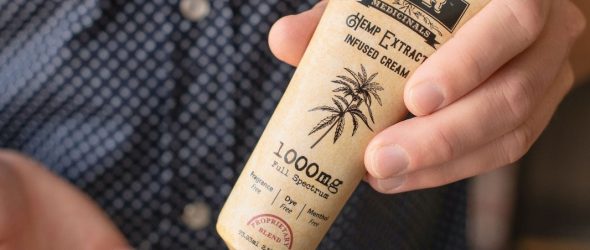 MEDICINALS
Hemp Extract
INFUSED CREAM
1000mg
Full Spectrum
Fragrance Free | Dye Free | Menthol Free
PROPRIETARY
BLEND